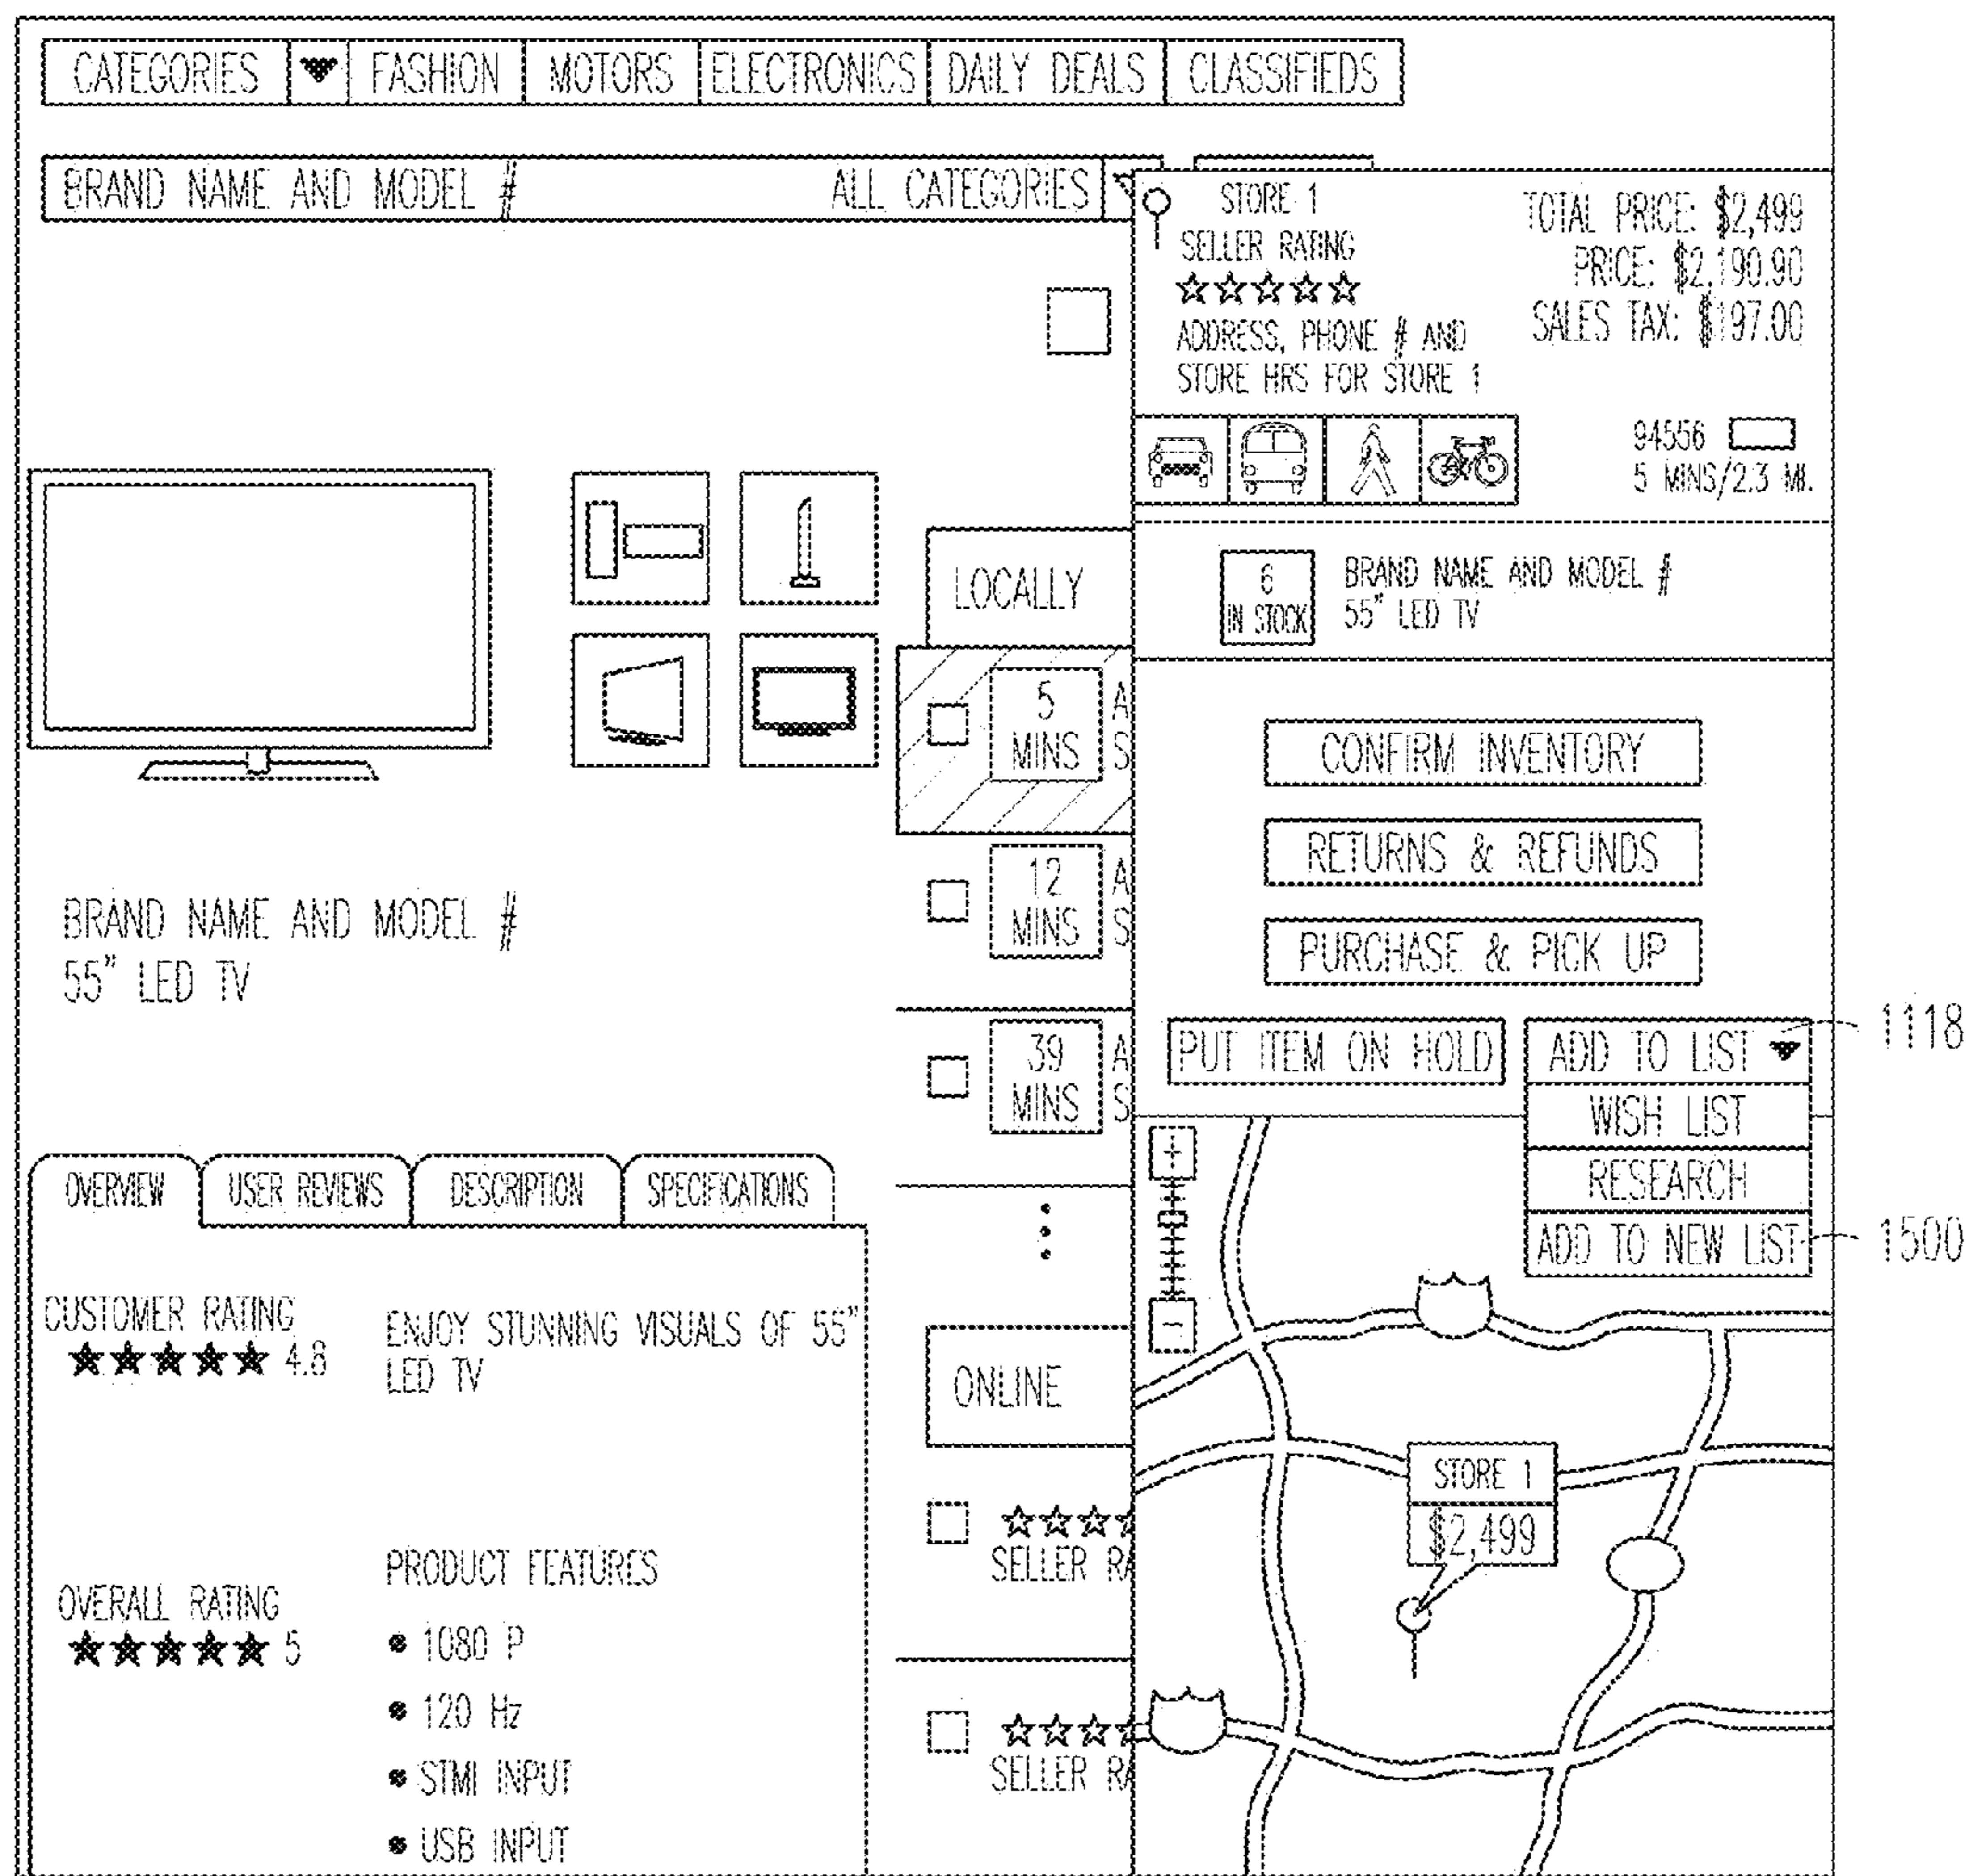 CATEGORIES FASHION MOTORS ELECTRONICS DAILY DEALS CLASSIFIEDS
BRAND NAME AND MODEL # ALL CATEGORIES
STORE 1
SELLER RATING
ADDRESS, PHONE # AND
STORE HRS FOR STORE 1
TOTAL PRICE: $2,499
PRICE: $2,190.90
SALES TAX: $197.00
94556
5 MINS/2.3 MI.
6
IN STOCK
BRAND NAME AND MODEL #
55" LED TV
CONFIRM INVENTORY
RETURNS & REFUNDS
PURCHASE & PICK UP
PUT ITEM ON HOLD
ADD TO LIST
WISH LIST
RESEARCH
ADD TO NEW LIST
1118
1500
+
−
STORE 1
$2,499
LOCALLY
5
MINS
A
S
12
MINS
A
S
39
MINS
A
S
ONLINE
SELLER RA
SELLER RA
BRAND NAME AND MODEL #
55" LED TV
OVERVIEW USER REVIEWS DESCRIPTION SPECIFICATIONS
CUSTOMER RATING
4.8
ENJOY STUNNING VISUALS OF 55"
LED TV
OVERALL RATING
5
PRODUCT FEATURES
• 1080 P
• 120 Hz
• STMI INPUT
• USB INPUT